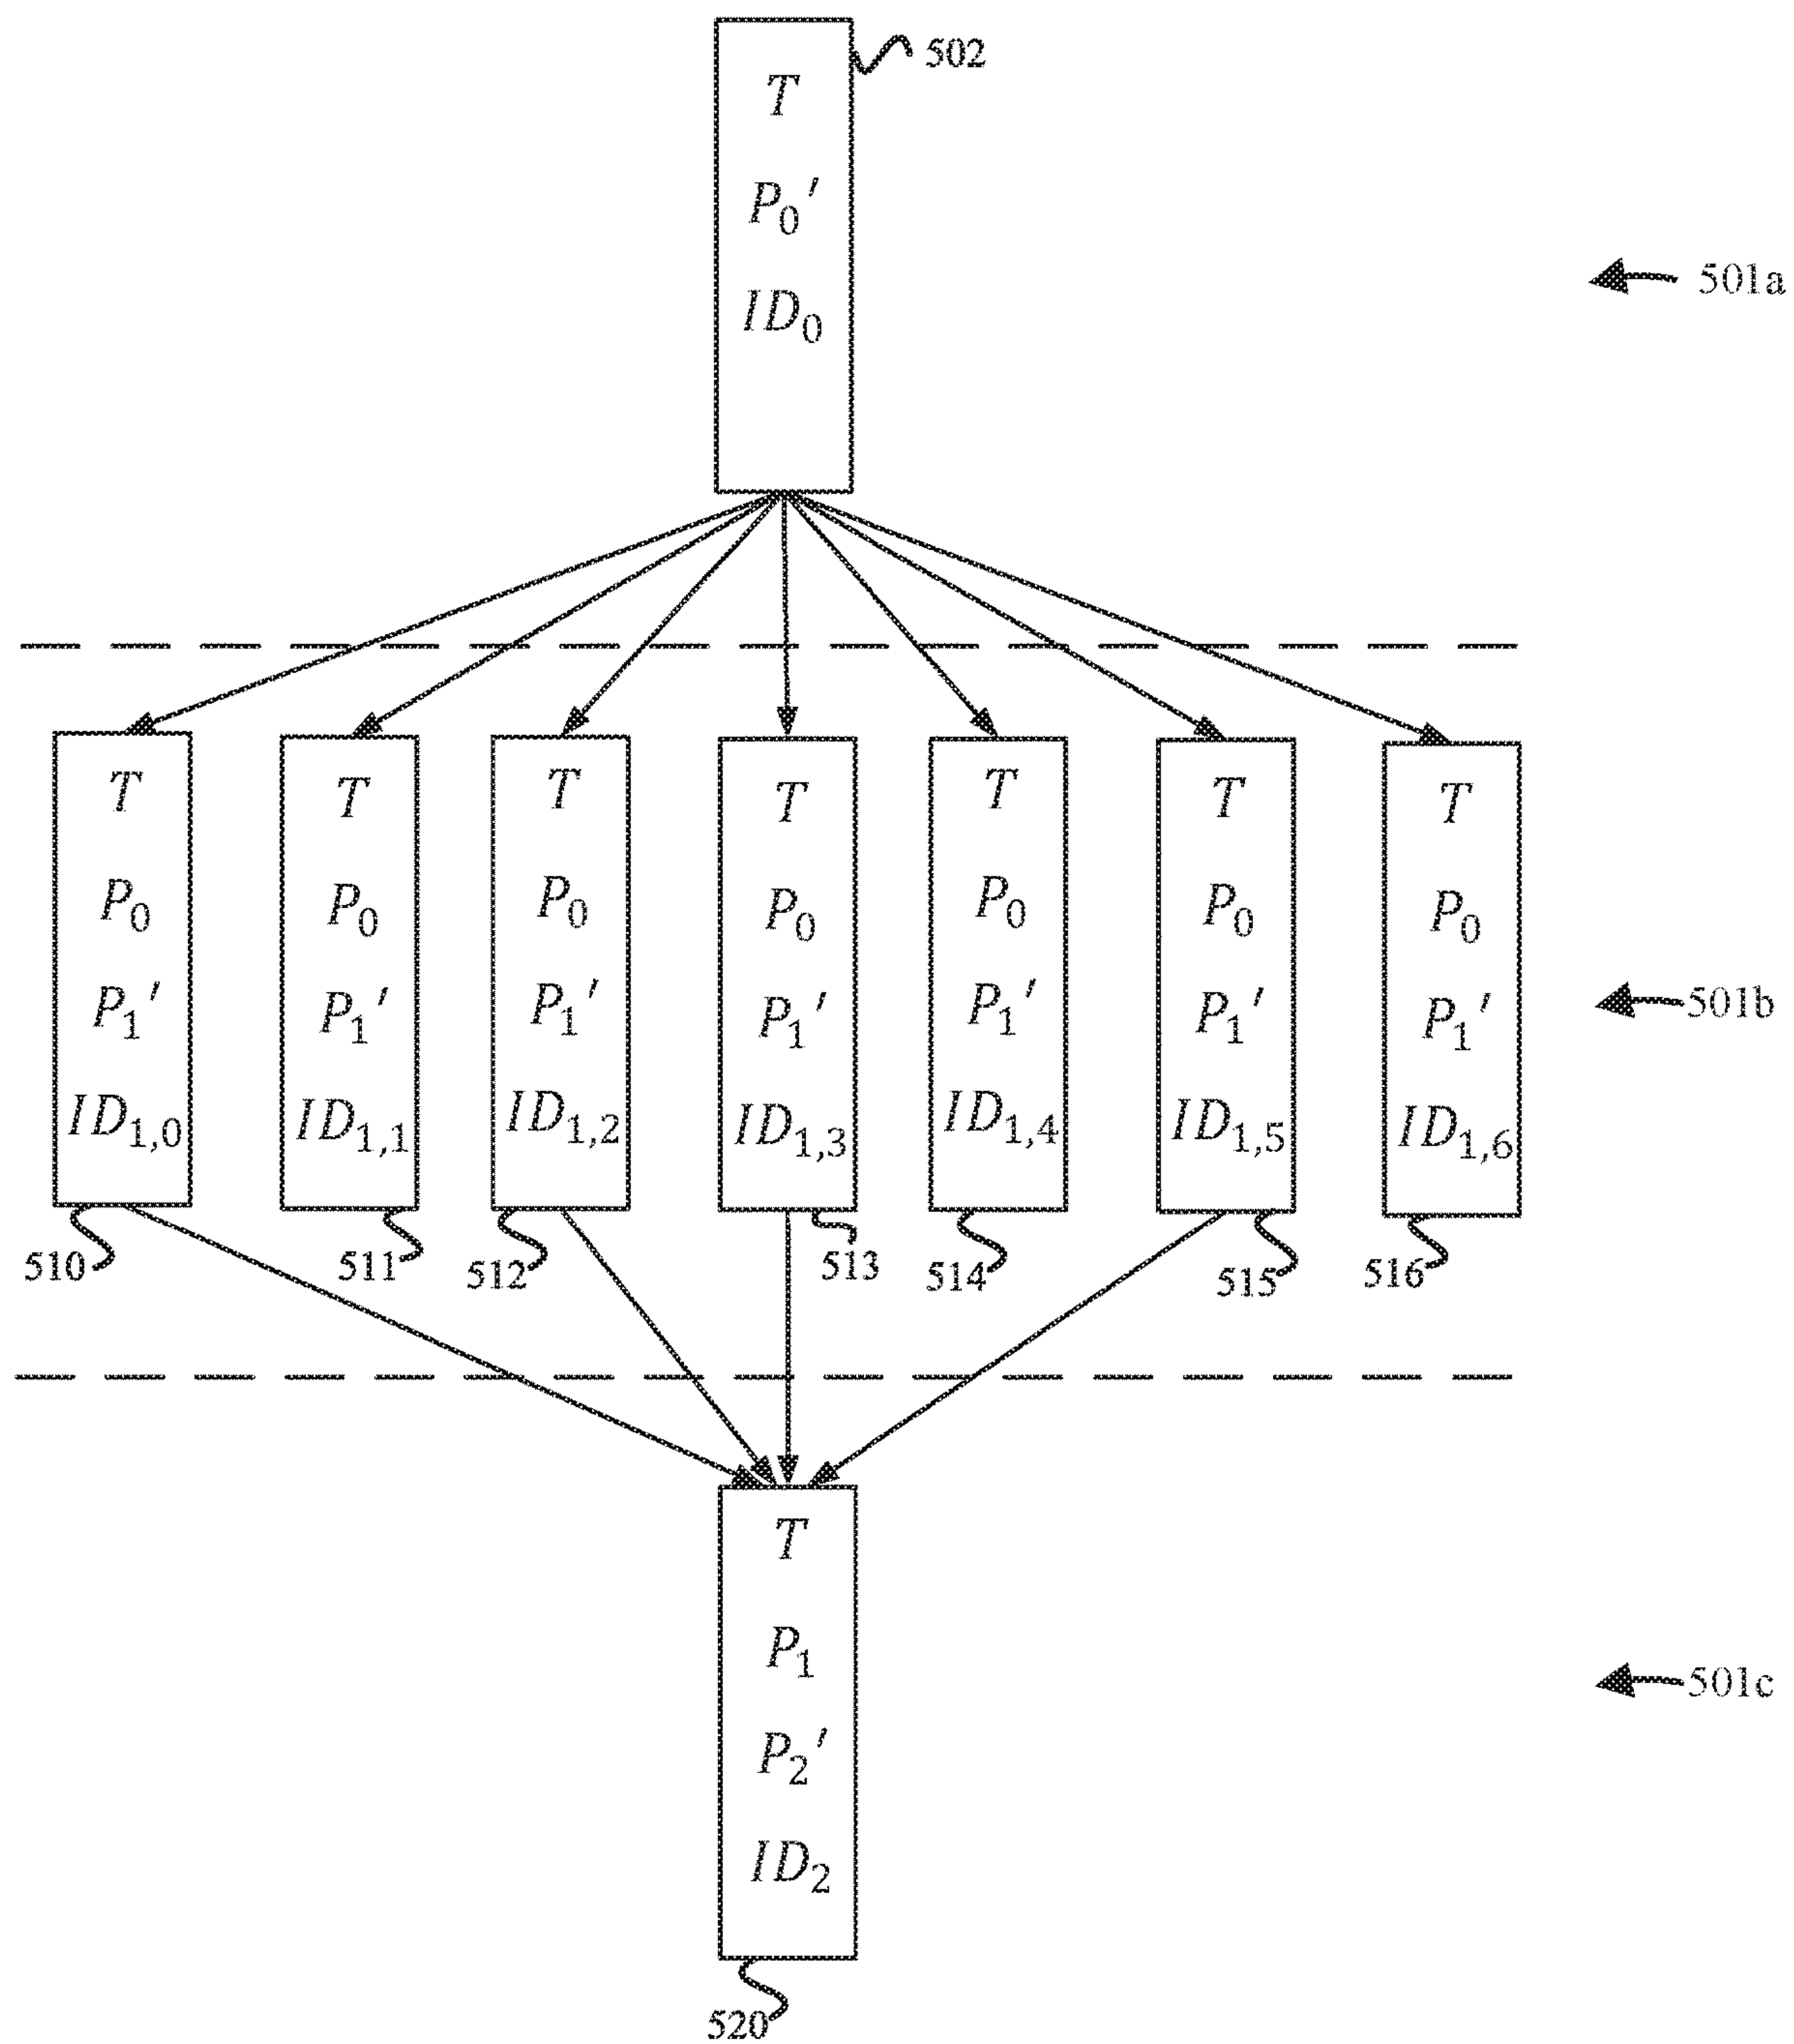 502
T
P₀′
ID₀
501a
T
P₀
P₁′
ID₁,₀
T
P₀
P₁′
ID₁,₁
T
P₀
P₁′
ID₁,₂
T
P₀
P₁′
ID₁,₃
T
P₀
P₁′
ID₁,₄
T
P₀
P₁′
ID₁,₅
T
P₀
P₁′
ID₁,₆
501b
510
511
512
513
514
515
516
T
P₁
P₂′
ID₂
501c
520